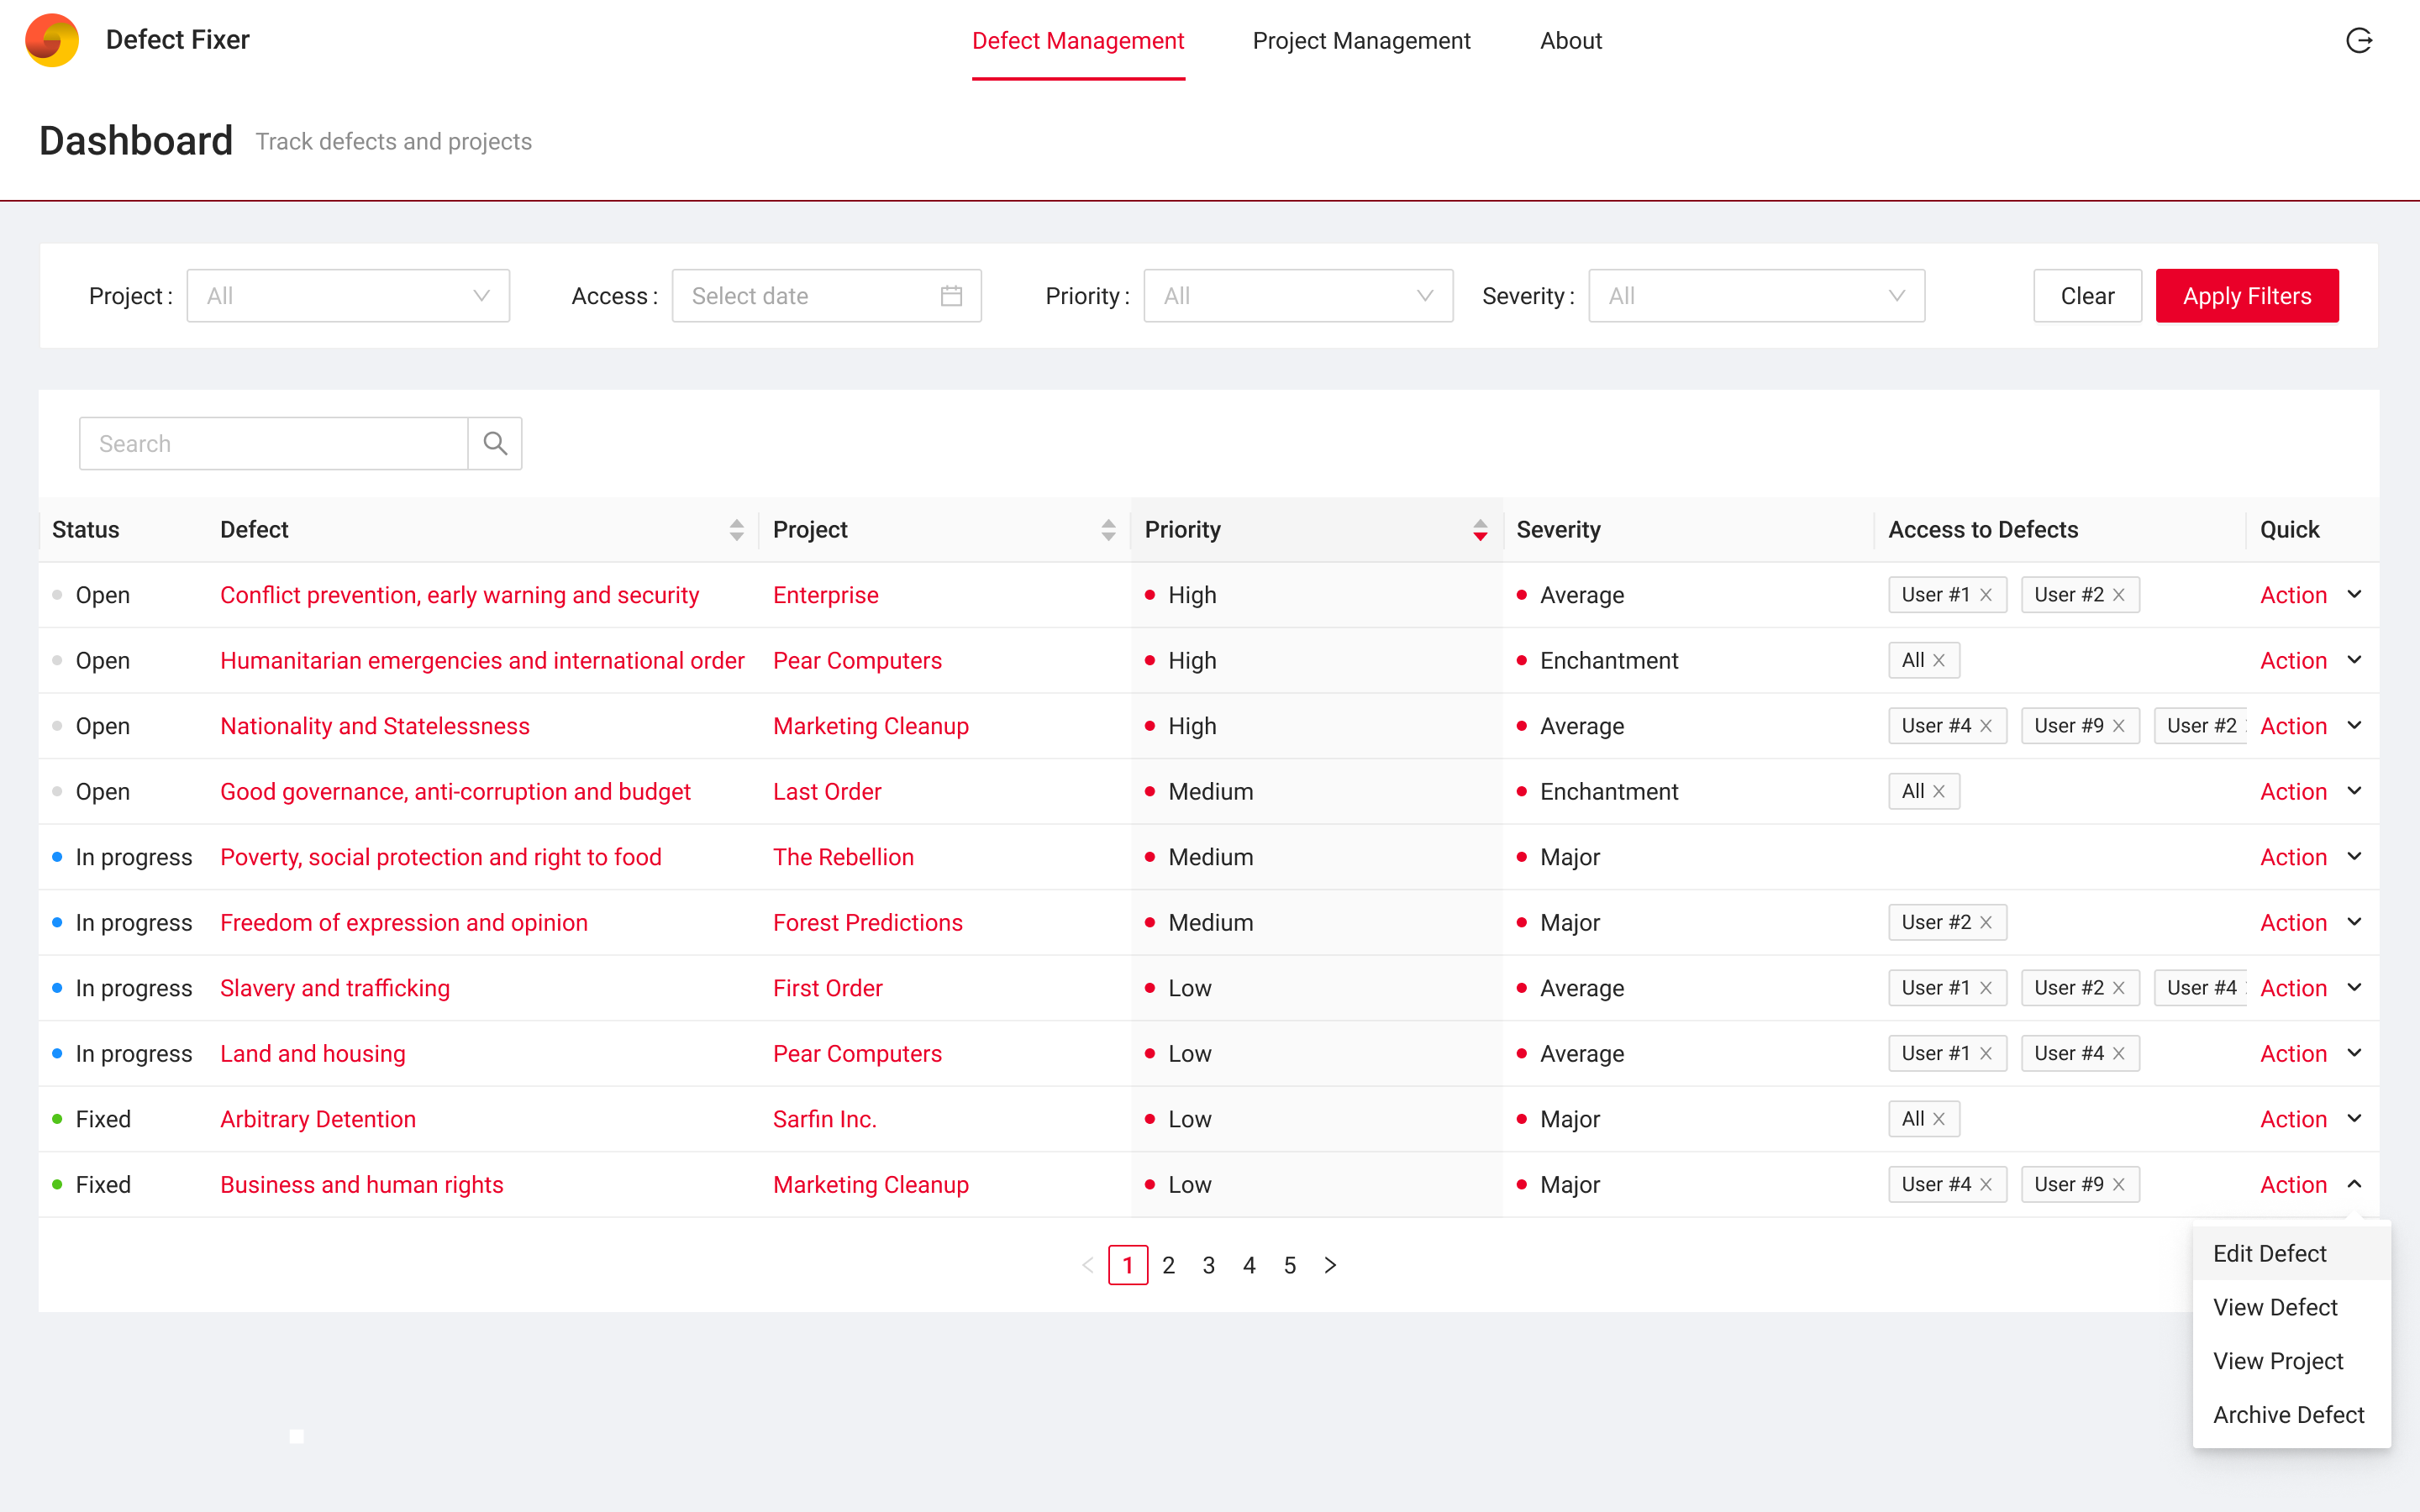 Defect Fixer
Defect Management Project Management About
Dashboard Track defects and projects
Project : All Access : Select date Priority : All Severity : All Clear Apply Filters
Search
Status Defect Project Priority Severity Access to Defects Quick
Open Conflict prevention, early warning and security Enterprise High Average User #1 User #2 Action
Open Humanitarian emergencies and international order Pear Computers High Enchantment All Action
Open Nationality and Statelessness Marketing Cleanup High Average User #4 User #9 User #2 Action
Open Good governance, anti-corruption and budget Last Order Medium Enchantment All Action
In progress Poverty, social protection and right to food The Rebellion Medium Major Action
In progress Freedom of expression and opinion Forest Predictions Medium Major User #2 Action
In progress Slavery and trafficking First Order Low Average User #1 User #2 User #4 Action
In progress Land and housing Pear Computers Low Average User #1 User #4 Action
Fixed Arbitrary Detention Sarfin Inc. Low Major All Action
Fixed Business and human rights Marketing Cleanup Low Major User #4 User #9 Action
1 2 3 4 5
Edit Defect
View Defect
View Project
Archive Defect